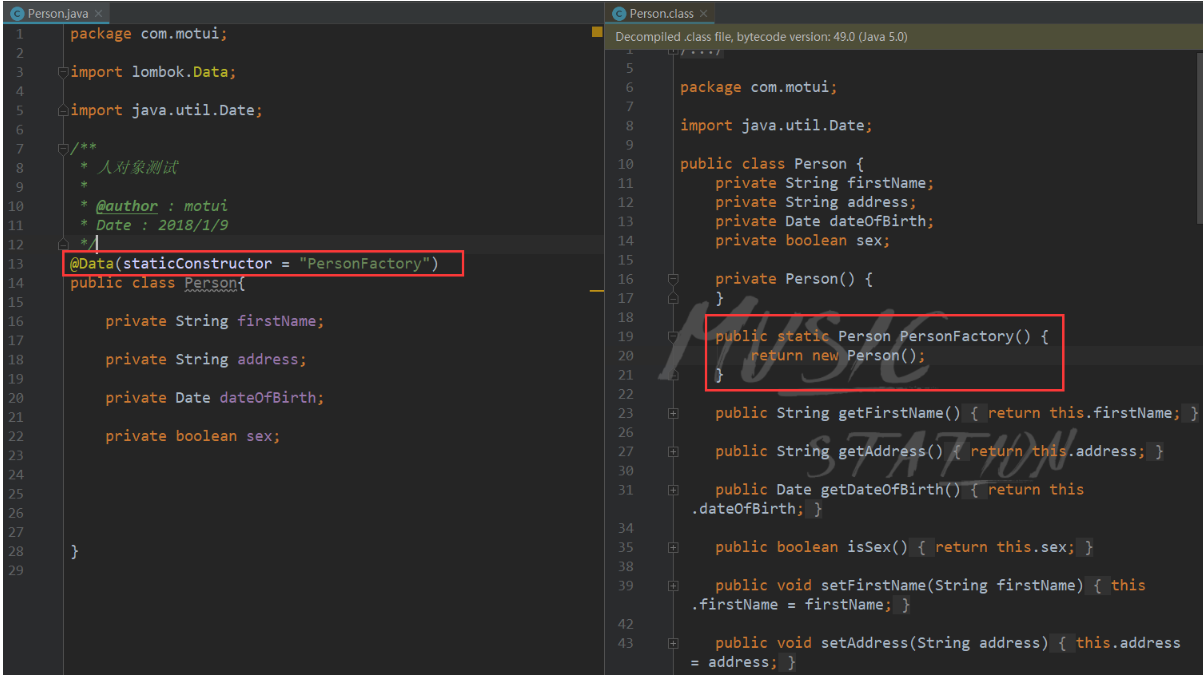 Person.java
package com.motui;
import lombok.Data;
import java.util.Date;
/**
* 人对象测试
*
* @author : motui
* Date : 2018/1/9
*/
@Data(staticConstructor = "PersonFactory")
public class Person{
private String firstName;
private String address;
private Date dateOfBirth;
private boolean sex;
}
1
2
3
4
5
6
7
8
9
10
11
12
13
14
15
16
17
18
19
20
21
22
23
24
25
26
27
28
29
Person.class
Decompiled .class file, bytecode version: 49.0 (Java 5.0)
1 /.../
5
6 package com.motui;
7
8 import java.util.Date;
9
10 public class Person {
11 private String firstName;
12 private String address;
13 private Date dateOfBirth;
14 private boolean sex;
15
16 private Person() {
17 }
18
19 public static Person PersonFactory() {
20 return new Person();
21 }
22
23 public String getFirstName() { return this.firstName; }
26
27 public String getAddress() { return this.address; }
30
31 public Date getDateOfBirth() { return this
.dateOfBirth; }
34
35 public boolean isSex() { return this.sex; }
38
39 public void setFirstName(String firstName) { this
.firstName = firstName; }
42
43 public void setAddress(String address) { this.address
= address; }
MUSIC
STATION